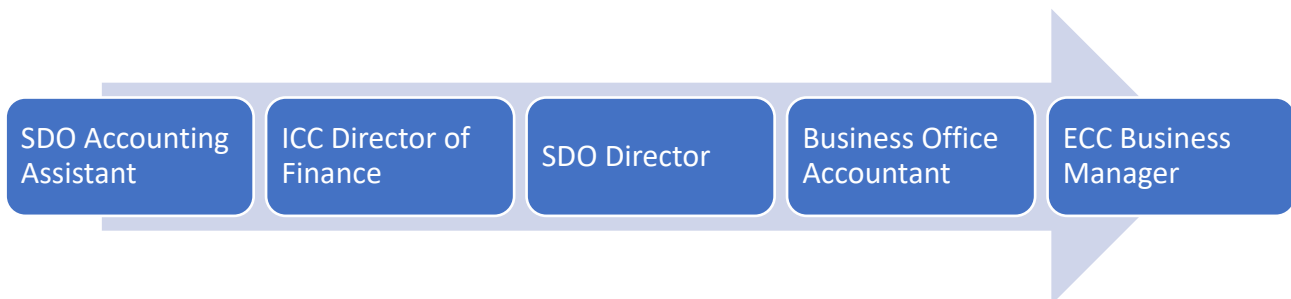 SDO Accounting
Assistant
ICC Director of
Finance
SDO Director
Business Office
Accountant
ECC Business
Manager